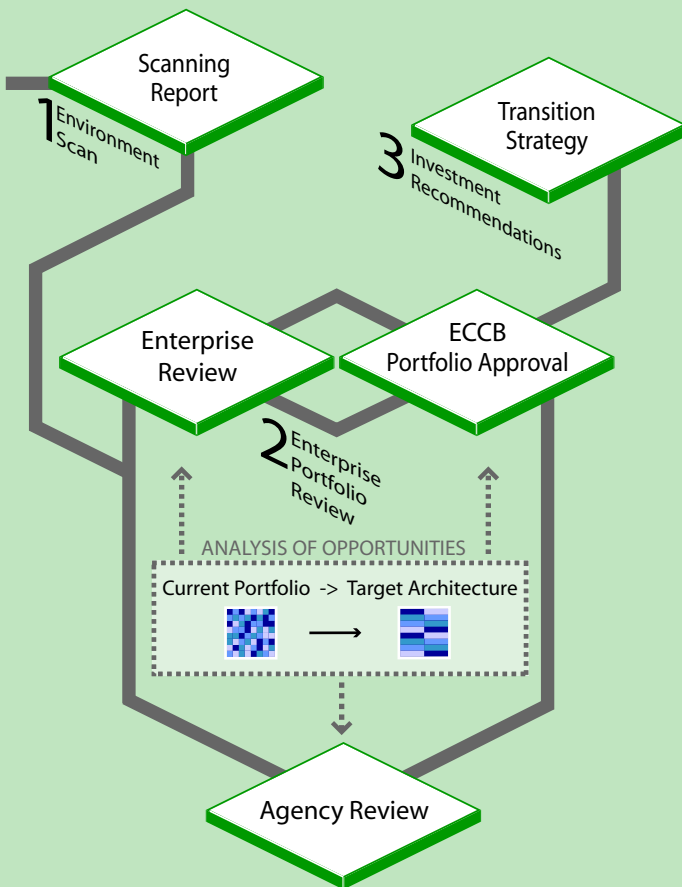 Scanning
Report
1
Environment
Scan
Transition
Strategy
3
Investment
Recommendations
Enterprise
Review
ECCB
Portfolio Approval
2
Enterprise
Portfolio
Review
ANALYSIS OF OPPORTUNITIES
Current Portfolio -> Target Architecture
Agency Review